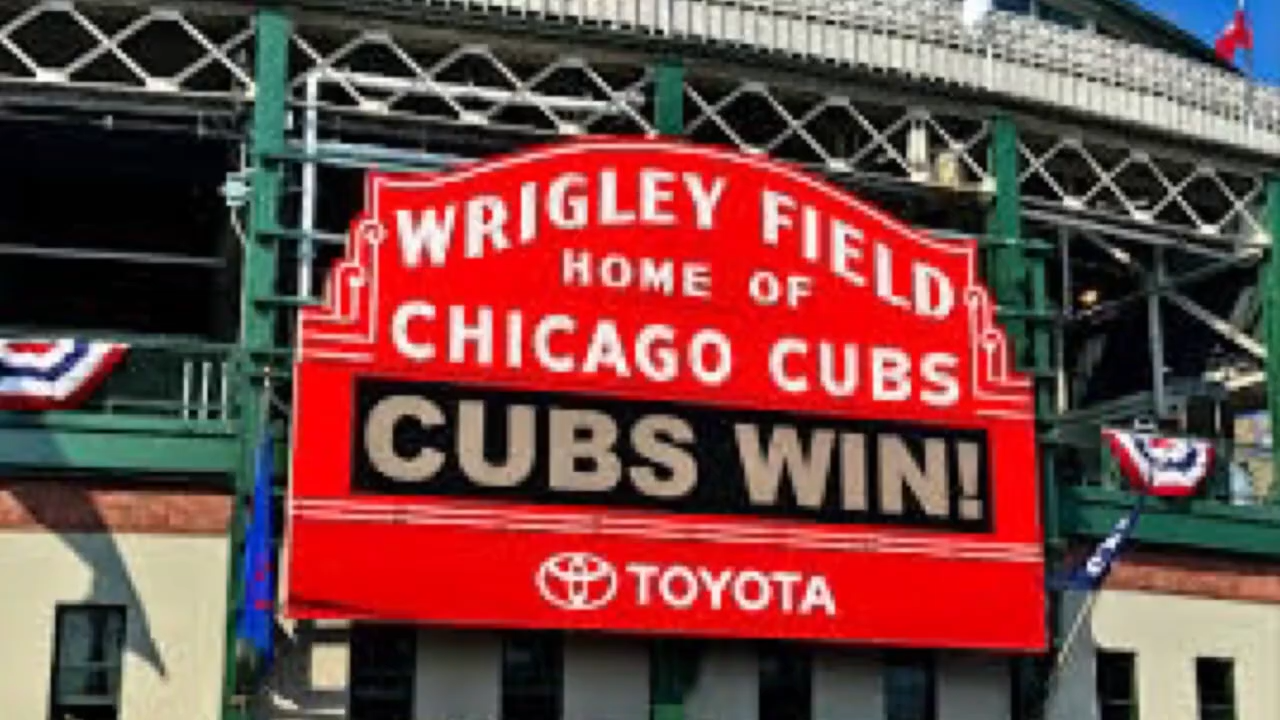 WRIGLEY FIELD
HOME OF
CHICAGO CUBS
CUBS WIN!
TOYOTA